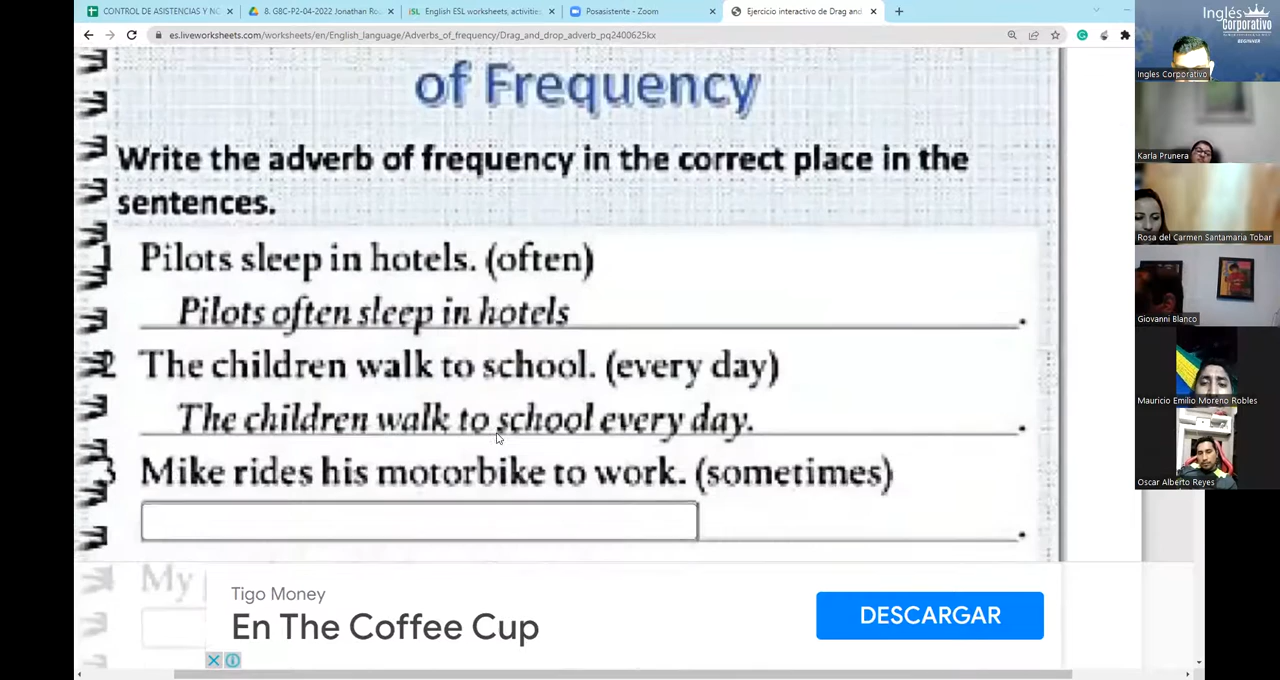 CONTROL DE ASISTENCIAS Y NO
8. G8C-P2-04-2022 Jonathan Ro
English ESL worksheets, activities
Posasistente - Zoom
Ejercicio interactivo de Drag and
es.liveworksheets.com/worksheets/en/English_language/Adverbs_of_frequency/Drag_and_drop_adverb_pq2400625kx
of Frequency
Write the adverb of frequency in the correct place in the
sentences.
1 Pilots sleep in hotels. (often)
Pilots often sleep in hotels.
2 The children walk to school. (every day)
The children walk to school every day..
3 Mike rides his motorbike to work. (sometimes)
.
My
Tigo Money
En The Coffee Cup
DESCARGAR
Inglés
Corporativo
BEGINNER
Ingles Corporativo
Karla Prunera
Rosa del Carmen Santamaria Tobar
Giovanni Blanco
Mauricio Emilio Moreno Robles
Oscar Alberto Reyes